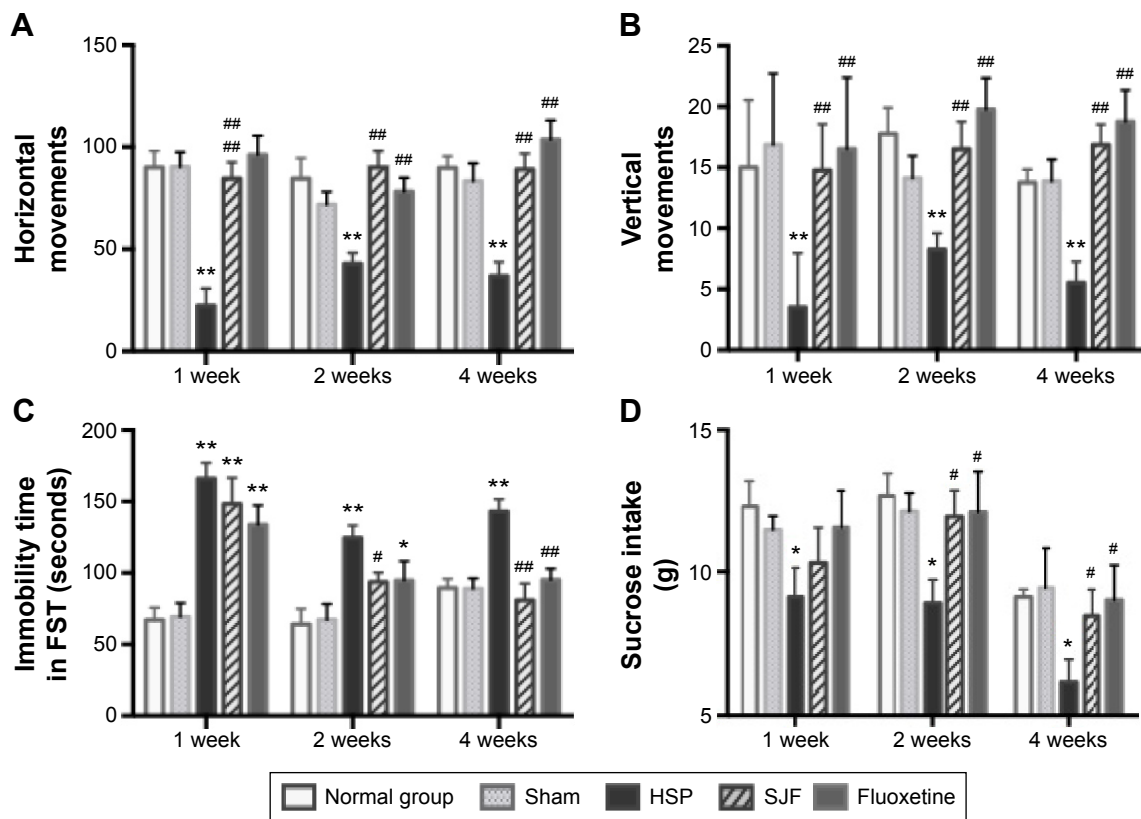 A
Horizontal
movements
150
100
50
0
**
##
##
**
##
##
**
##
##
1 week
2 weeks
4 weeks
B
Vertical
movements
25
20
15
10
5
0
**
##
##
**
##
##
**
##
##
1 week
2 weeks
4 weeks
C
Immobility time
in FST (seconds)
200
150
100
50
0
**
**
**
**
#
*
**
##
##
1 week
2 weeks
4 weeks
D
Sucrose intake
(g)
15
10
5
*
*
#
#
*
#
#
1 week
2 weeks
4 weeks
Normal group
Sham
HSP
SJF
Fluoxetine